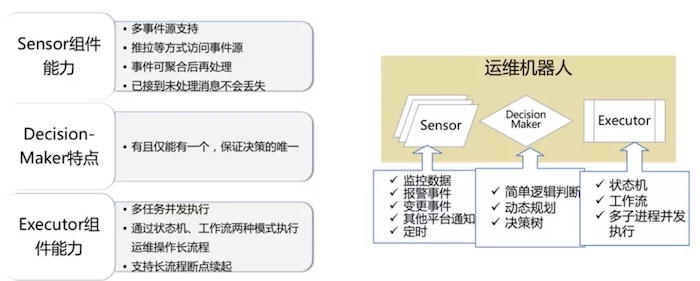 Sensor组件
能力
多事件源支持
推拉等方式访问事件源
事件可聚合后再处理
已接到未处理消息不会丢失
Decision-
Maker特点
有且仅能有一个，保证决策的唯一
Executor组
件能力
多任务并发执行
通过状态机、工作流两种模式执行
运维操作长流程
支持长流程断点续起
运维机器人
Sensor
Decision
Maker
Executor
监控数据
报警事件
变更事件
其他平台通知
定时
简单逻辑判断
动态规划
决策树
状态机
工作流
多子进程并发
执行